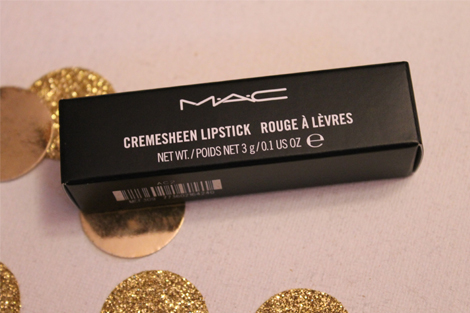 M·A·C
CREMESHEEN LIPSTICK ROUGE À LÈVRES
NET WT. / POIDS NET 3 g / 0.1 US OZ ℮